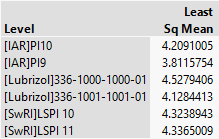 Least
Level Sq Mean
[IAR]PI10 4.2091005
[IAR]PI9 3.8115754
[Lubrizol]336-1000-1000-01 4.5279406
[Lubrizol]336-1001-1001-01 4.1284413
[SwRI]LSPI 10 4.3238943
[SwRI]LSPI 11 4.3365009